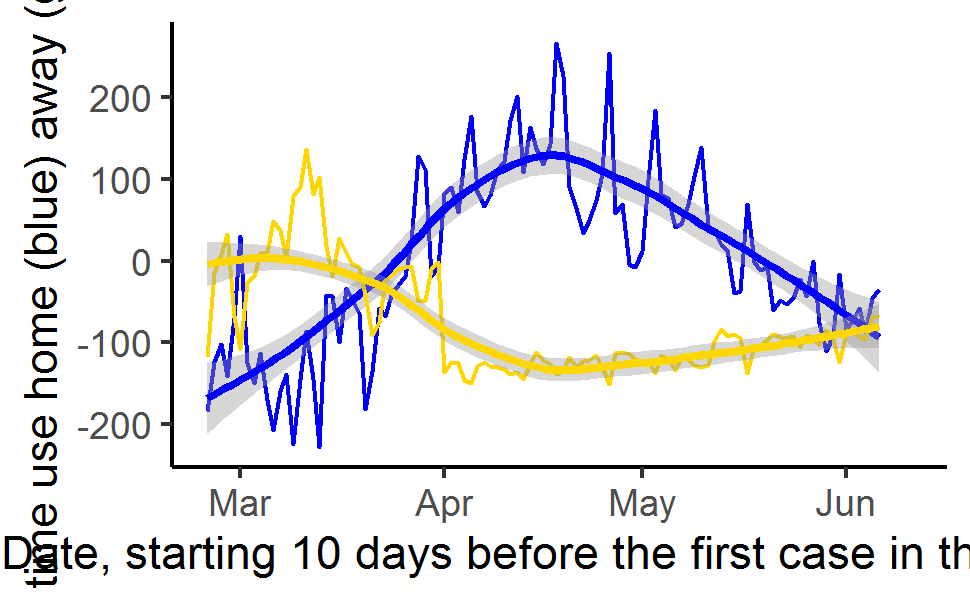 time use home (blue) away (
200
100
0
-100
-200
Mar Apr May Jun
Date, starting 10 days before the first case in th